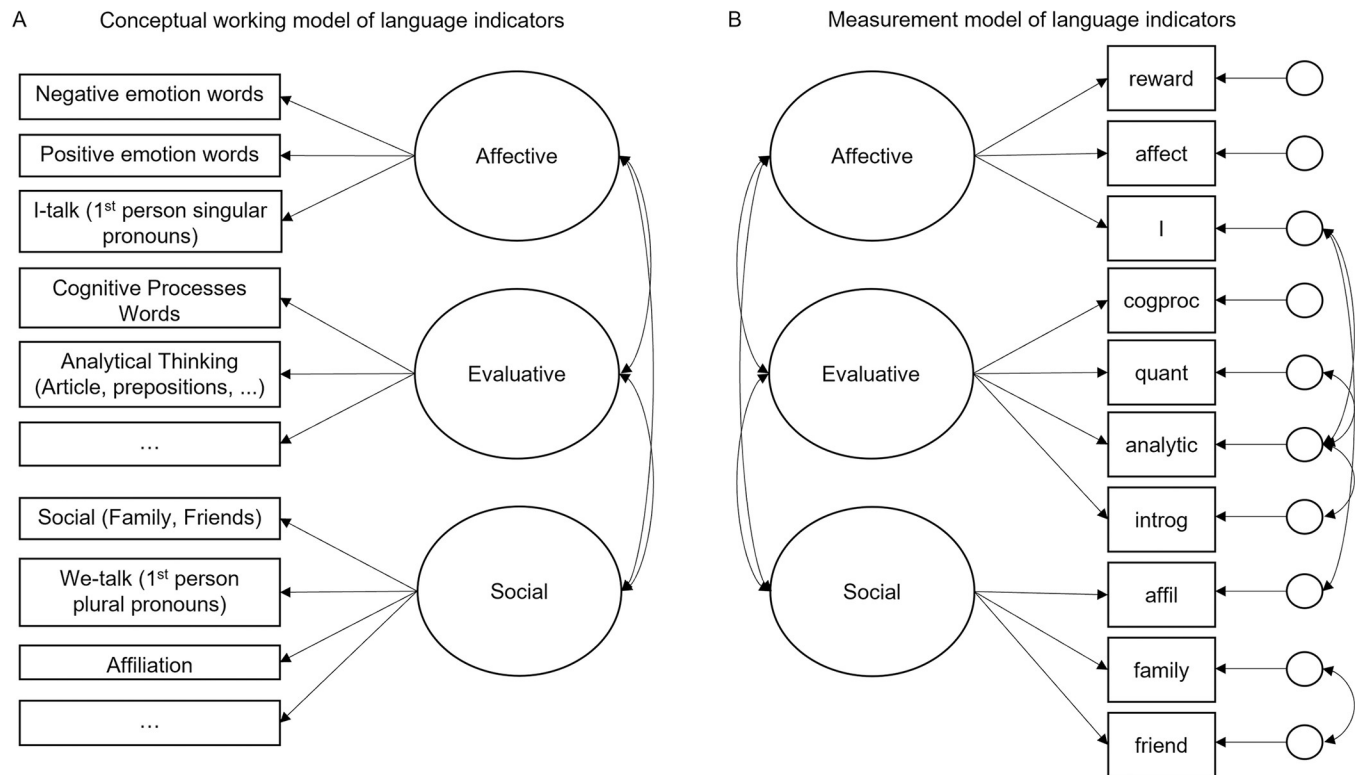 A
Conceptual working model of language indicators
Negative emotion words
Positive emotion words
I-talk (1st person singular
pronouns)
Cognitive Processes
Words
Analytical Thinking
(Article, prepositions, ...)
...
Social (Family, Friends)
We-talk (1st person
plural pronouns)
Affiliation
...
Affective
Evaluative
Social
B
Measurement model of language indicators
Affective
Evaluative
Social
reward
affect
I
cogproc
quant
analytic
introg
affil
family
friend